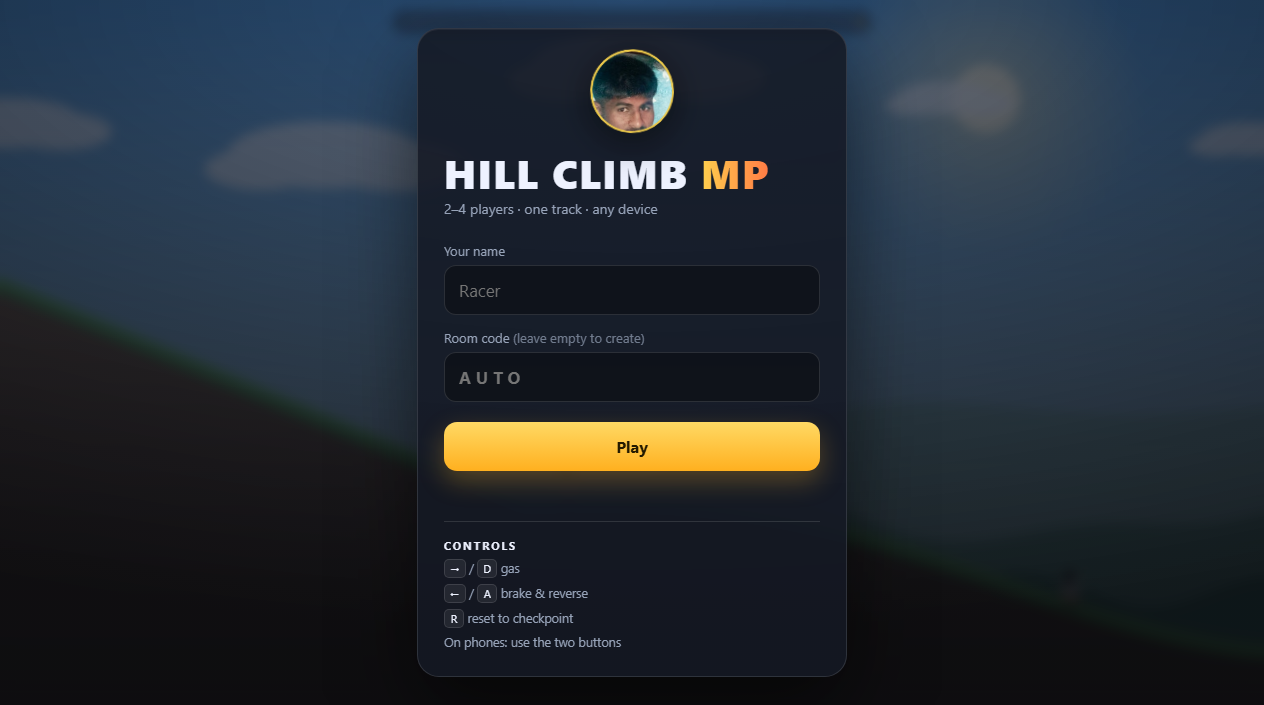 HILL CLIMB MP
2–4 players · one track · any device
Your name
Racer
Room code (leave empty to create)
AUTO
Play
CONTROLS
→ / D gas
← / A brake & reverse
R reset to checkpoint
On phones: use the two buttons